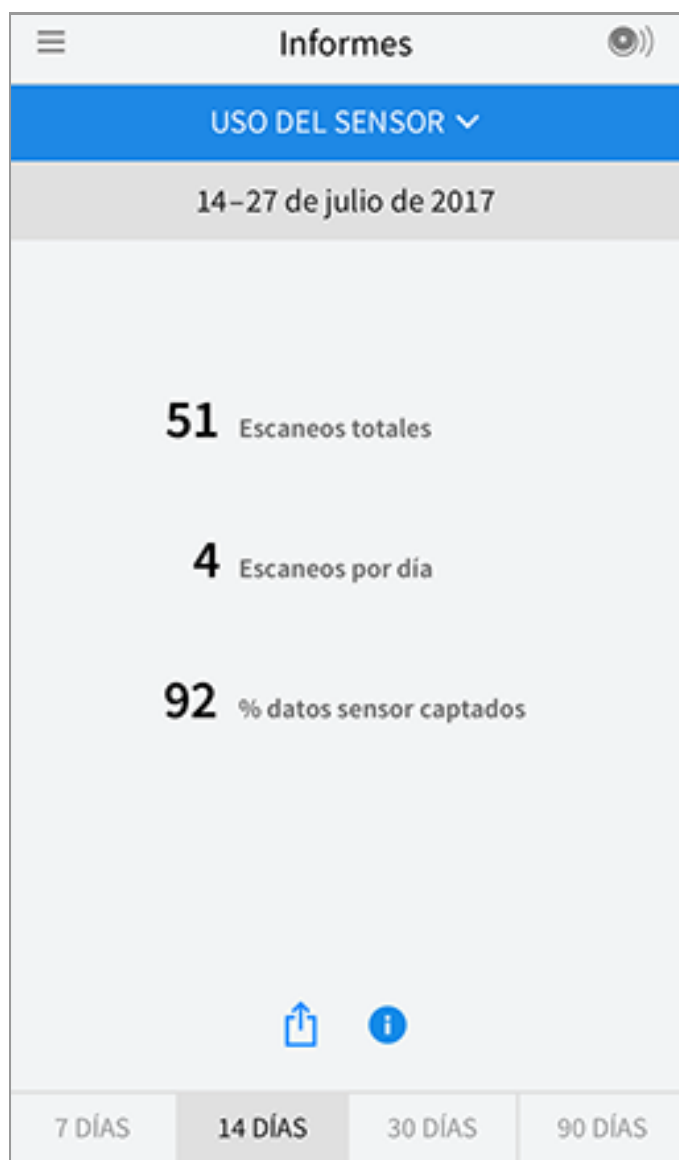 Informes
USO DEL SENSOR
14–27 de julio de 2017
51 Escaneos totales
4 Escaneos por día
92 % datos sensor captados
7 DÍAS 14 DÍAS 30 DÍAS 90 DÍAS